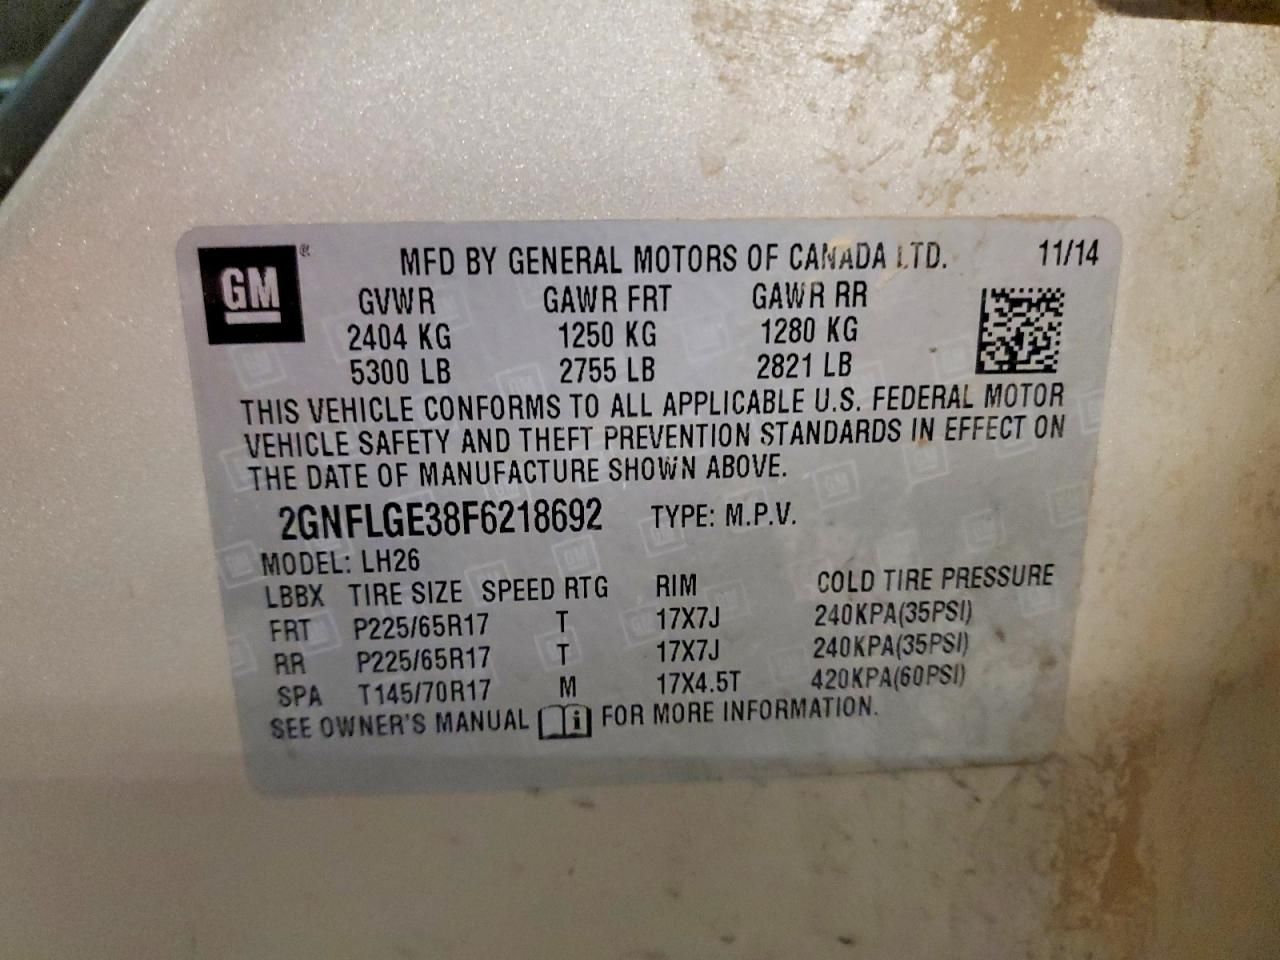 GM ® MFD BY GENERAL MOTORS OF CANADA LTD. 11/14
GVWR GAWR FRT GAWR RR
2404 KG 1250 KG 1280 KG
5300 LB 2755 LB 2821 LB
THIS VEHICLE CONFORMS TO ALL APPLICABLE U.S. FEDERAL MOTOR
VEHICLE SAFETY AND THEFT PREVENTION STANDARDS IN EFFECT ON
THE DATE OF MANUFACTURE SHOWN ABOVE.
2GNFLGE38F6218692 TYPE: M.P.V.
MODEL: LH26
LBBX TIRE SIZE SPEED RTG RIM COLD TIRE PRESSURE
FRT P225/65R17 T 17X7J 240KPA(35PSI)
RR P225/65R17 T 17X7J 240KPA(35PSI)
SPA T145/70R17 M 17X4.5T 420KPA(60PSI)
SEE OWNER'S MANUAL i FOR MORE INFORMATION.